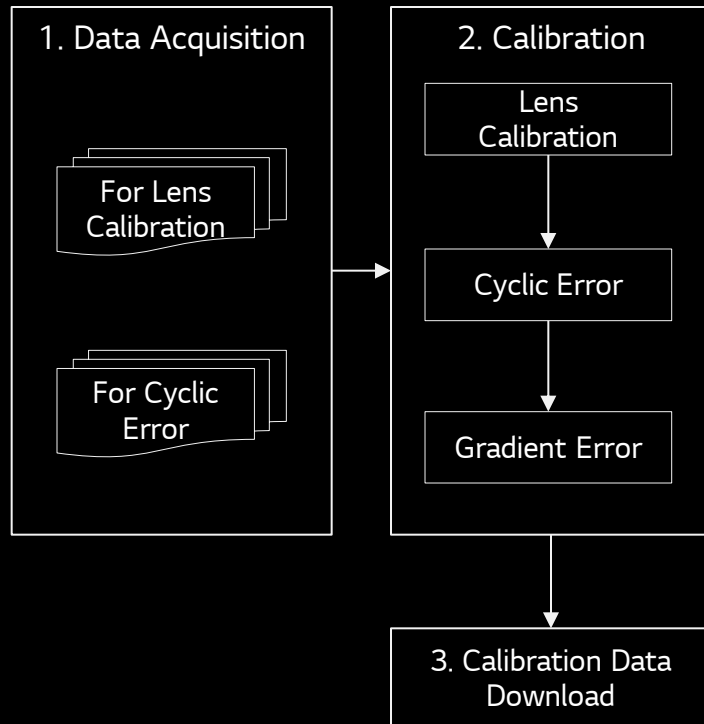 1. Data Acquisition
For Lens
Calibration
For Cyclic
Error
2. Calibration
Lens
Calibration
Cyclic Error
Gradient Error
3. Calibration Data
Download